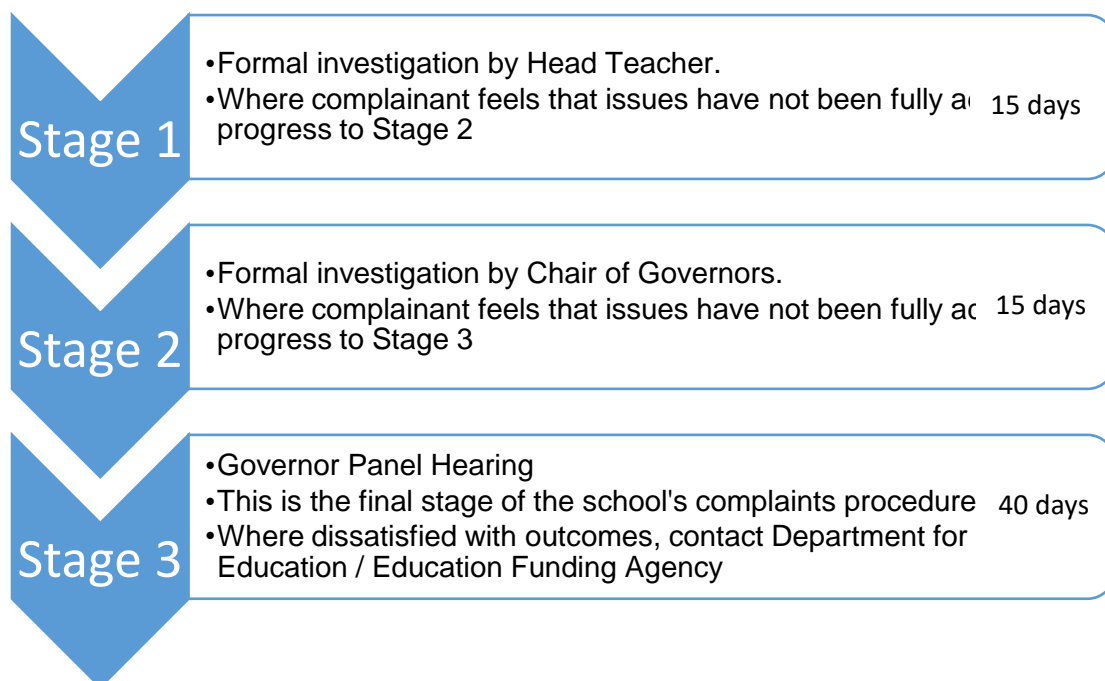 Stage 1
•Formal investigation by Head Teacher.
•Where complainant feels that issues have not been fully
progress to Stage 2
15 days
Stage 2
•Formal investigation by Chair of Governors.
•Where complainant feels that issues have not been fully
progress to Stage 3
15 days
Stage 3
•Governor Panel Hearing
•This is the final stage of the school's complaints procedure
•Where dissatisfied with outcomes, contact Department for
Education / Education Funding Agency
40 days